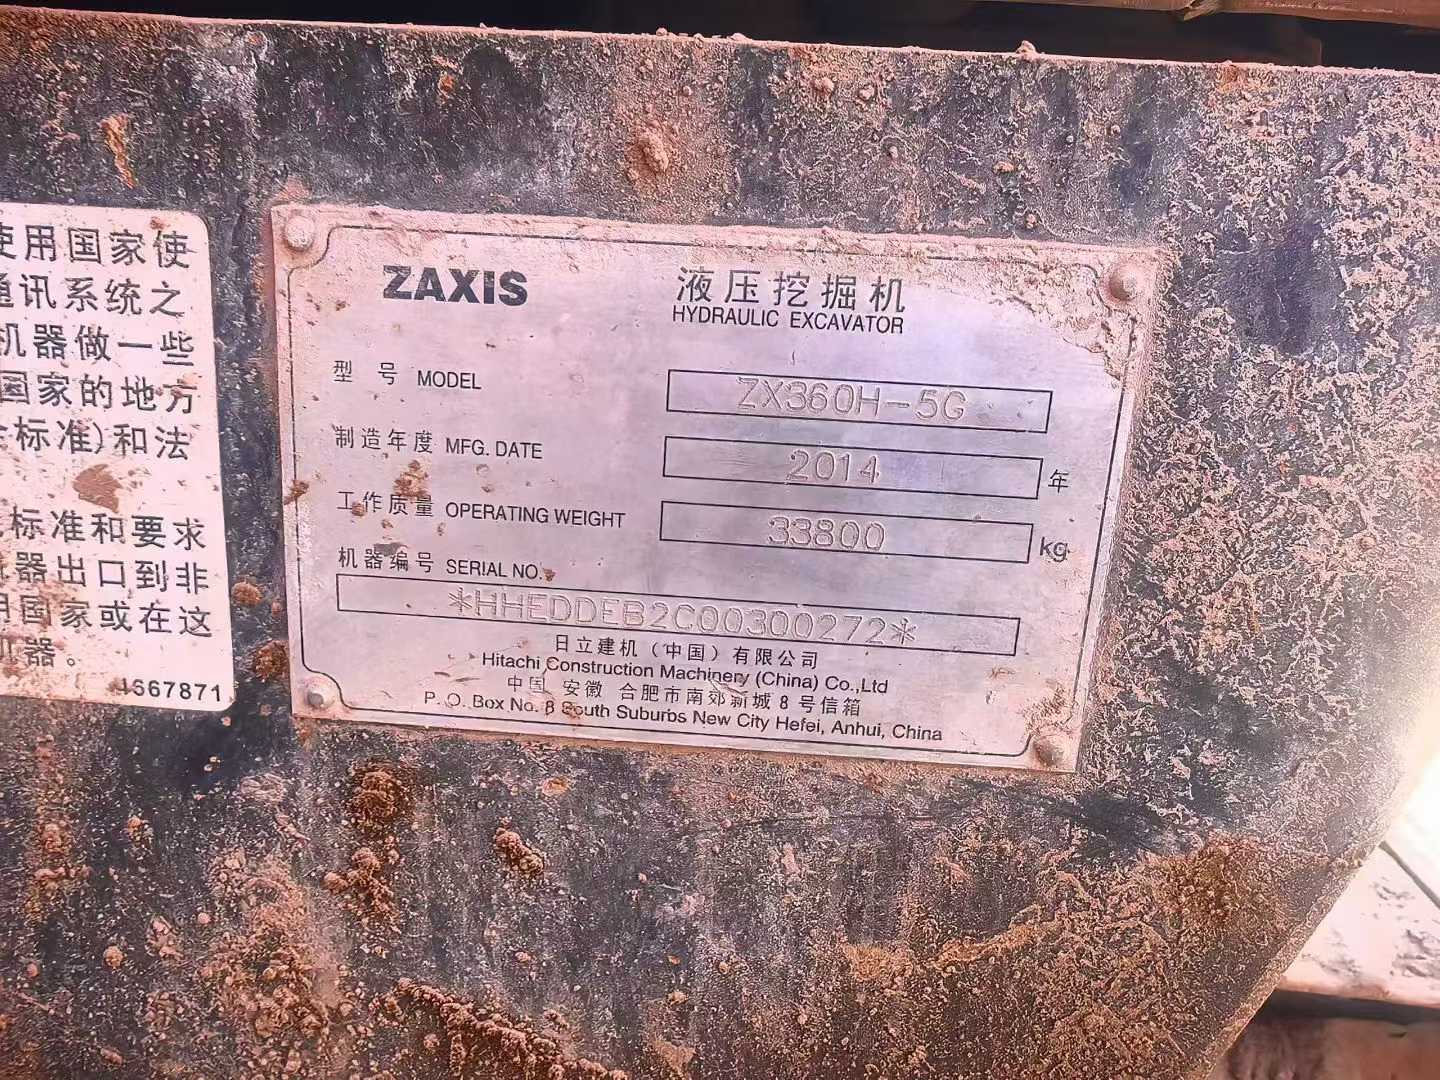 使用国家使
通讯系统之
机器做一些
国家的地方
标准)和法
标准和要求
器出口到非
用国家或在这
机器。
4667871
ZAXIS
液压挖掘机
HYDRAULIC EXCAVATOR
型号 MODEL
ZX360H-5G
制造年度 MFG. DATE
2014 年
工作质量 OPERATING WEIGHT
33800 kg
机器编号 SERIAL NO.
*HHEDDEB2C00300272*
日立建机（中国）有限公司
Hitachi Construction Machinery (China) Co.,Ltd
中国 安徽 合肥市南郊新城8号信箱
P.O. Box No. 8 South Suburbs New City Hefei, Anhui, China